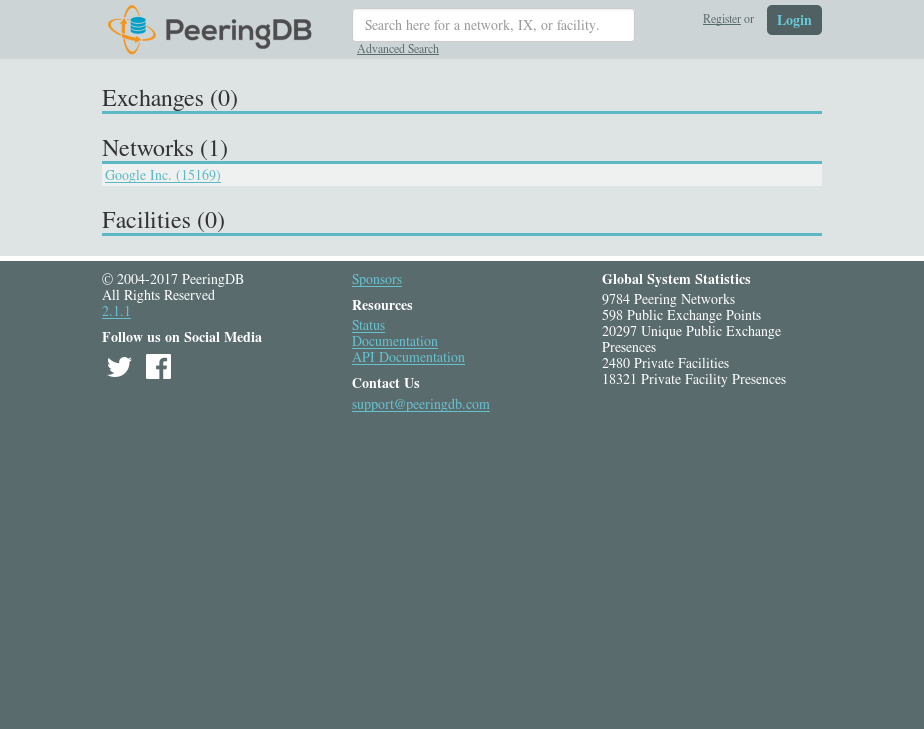 PeeringDB
Search here for a network, IX, or facility.
Advanced Search
Register or
Login
Exchanges (0)
Networks (1)
Google Inc. (15169)
Facilities (0)
© 2004-2017 PeeringDB
All Rights Reserved
2.1.1
Follow us on Social Media
Sponsors
Resources
Status
Documentation
API Documentation
Contact Us
support@peeringdb.com
Global System Statistics
9784 Peering Networks
598 Public Exchange Points
20297 Unique Public Exchange
Presences
2480 Private Facilities
18321 Private Facility Presences